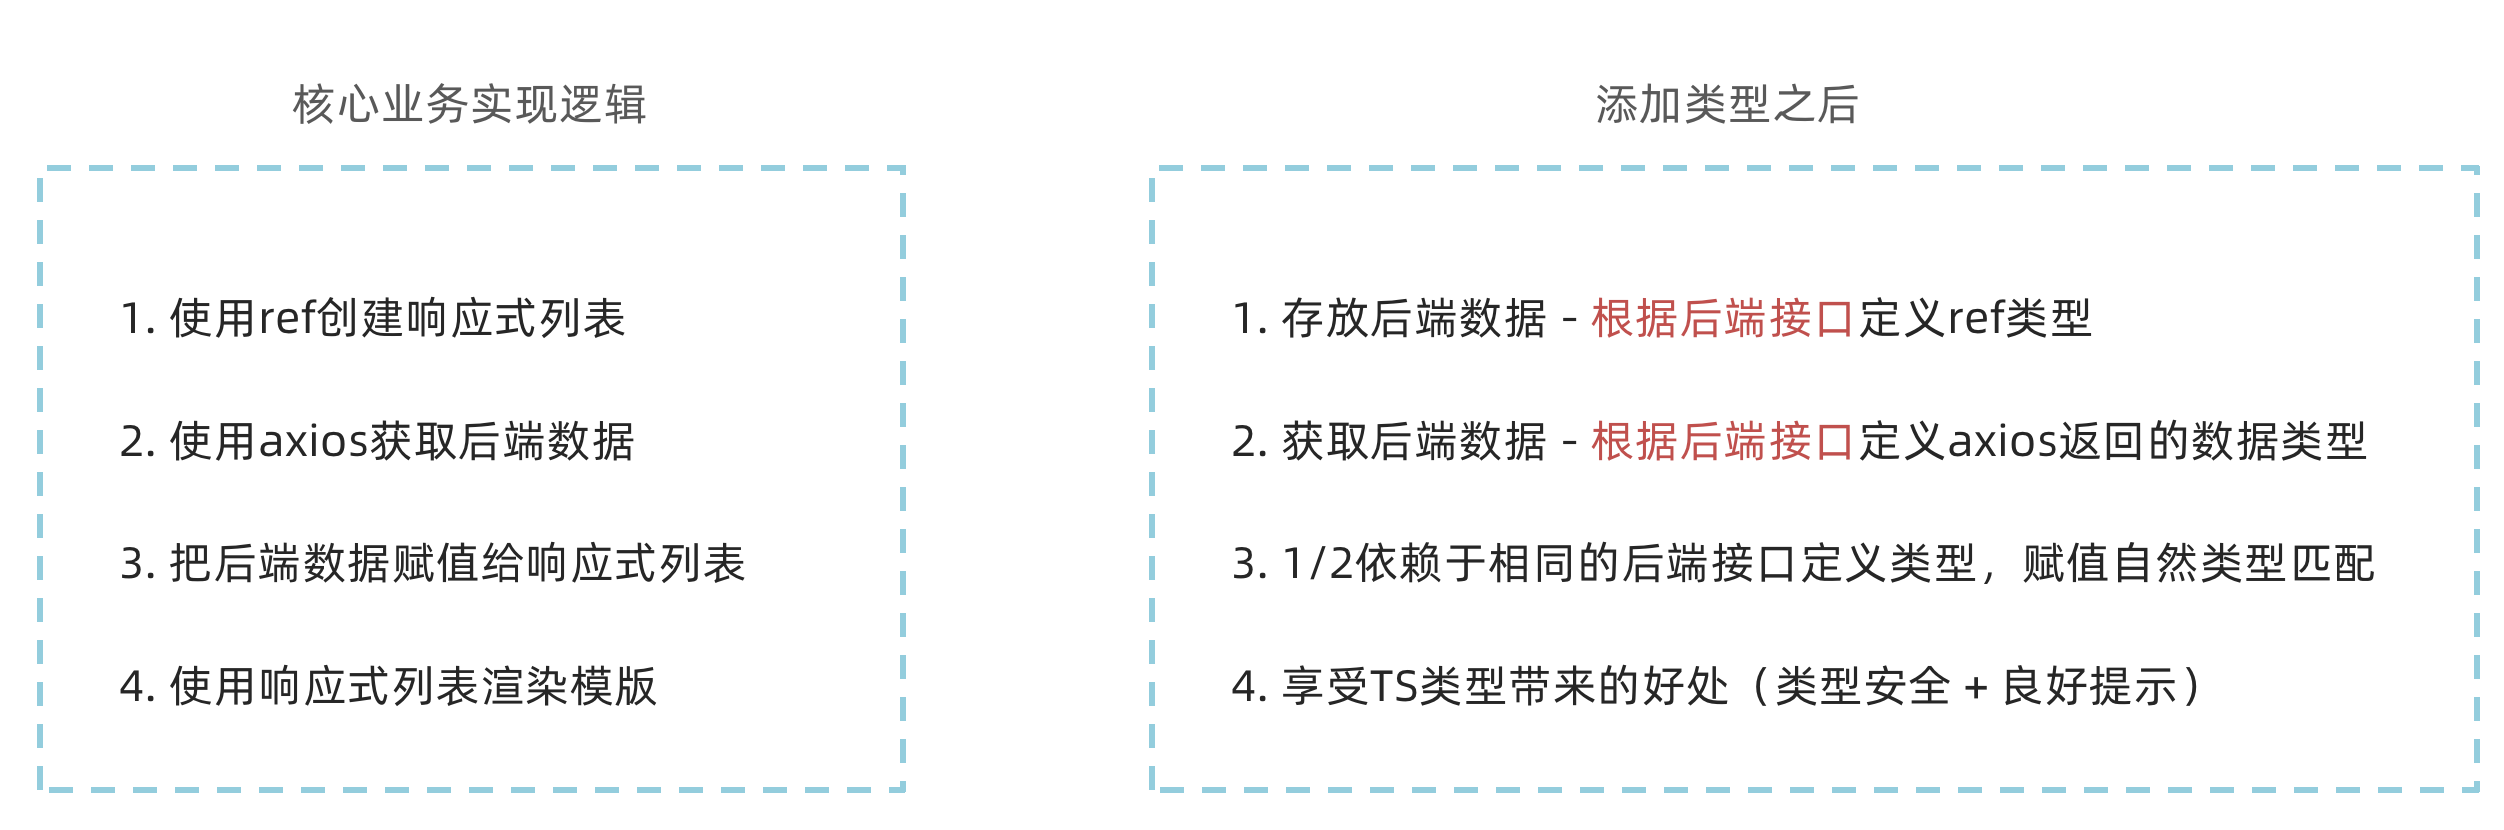 核心业务实现逻辑
1. 使用ref创建响应式列表
2. 使用axios获取后端数据
3. 把后端数据赋值给响应式列表
4. 使用响应式列表渲染模版
添加类型之后
1. 存放后端数据 - 根据后端接口定义ref类型
2. 获取后端数据 - 根据后端接口定义 axios返回的数据类型
3. 1/2依赖于相同的后端接口定义类型，赋值自然类型匹配
4. 享受TS类型带来的好处（类型安全 + 良好提示）